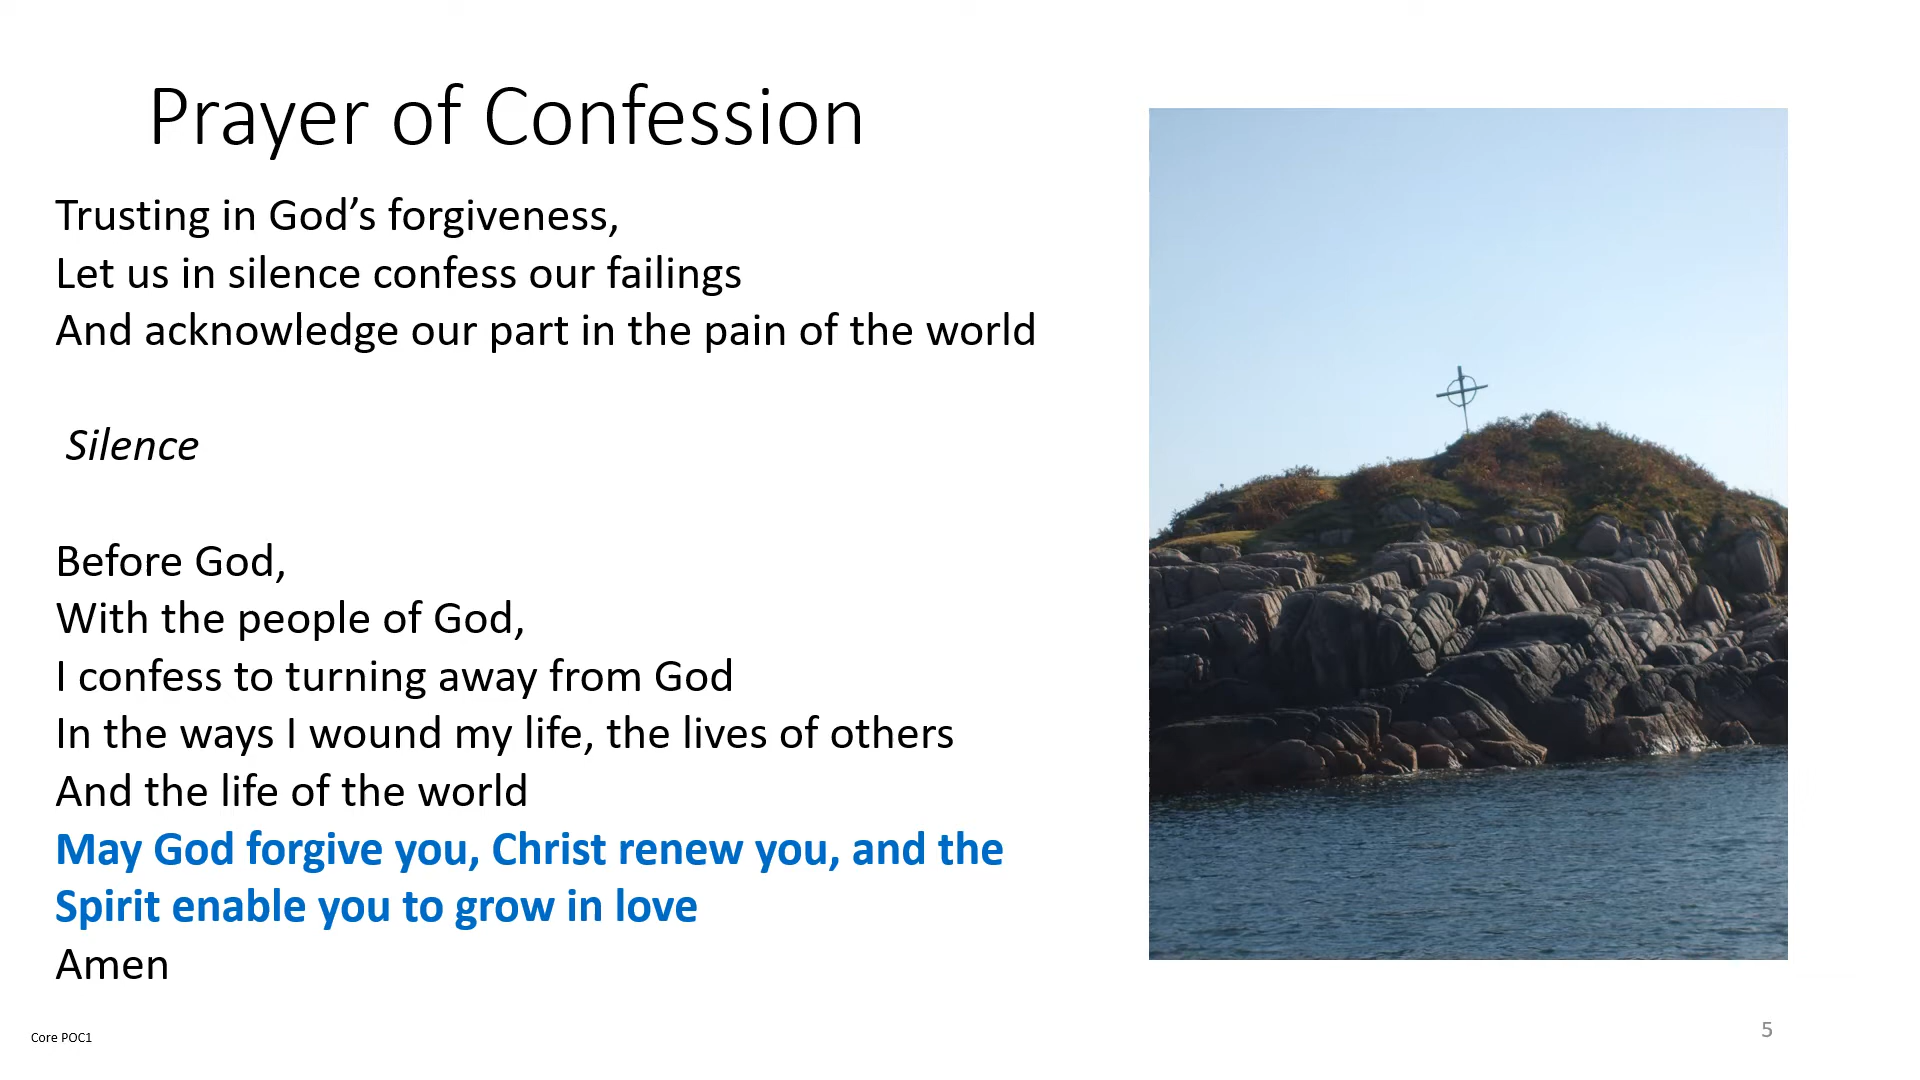 Prayer of Confession
Trusting in God’s forgiveness,
Let us in silence confess our failings
And acknowledge our part in the pain of the world
Silence
Before God,
With the people of God,
I confess to turning away from God
In the ways I wound my life, the lives of others
And the life of the world
May God forgive you, Christ renew you, and the
Spirit enable you to grow in love
Amen
Core POC1
5